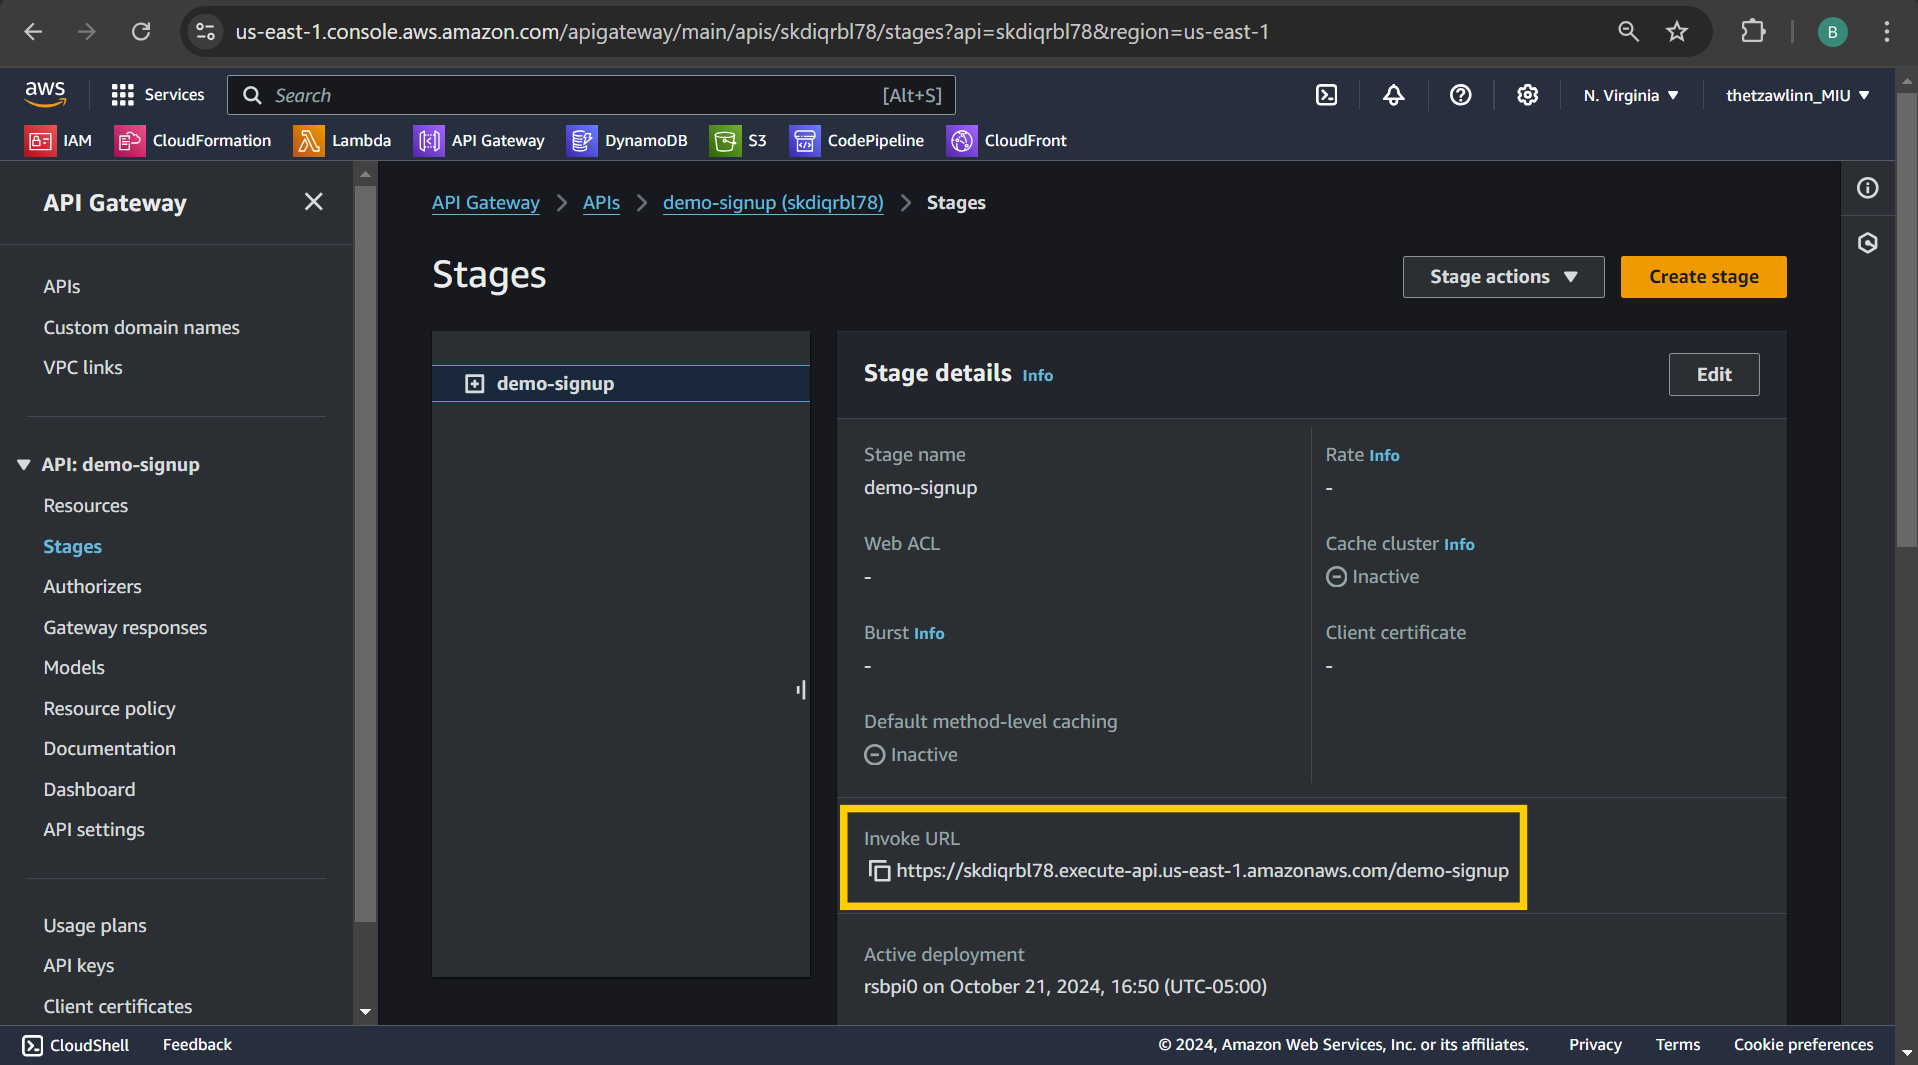 us-east-1.console.aws.amazon.com/apigateway/main/apis/skdiqrbl78/stages?api=skdiqrbl78&region=us-east-1
B
aws
Services
Search
[Alt+S]
N. Virginia
thetzawlinn_MIU
IAM
CloudFormation
Lambda
API Gateway
DynamoDB
S3
CodePipeline
CloudFront
API Gateway
APIs
Custom domain names
VPC links
API: demo-signup
Resources
Stages
Authorizers
Gateway responses
Models
Resource policy
Documentation
Dashboard
API settings
Usage plans
API keys
Client certificates
API Gateway > APIs > demo-signup (skdiqrbl78) > Stages
Stages
Stage actions
Create stage
demo-signup
Stage details Info
Edit
Stage name
demo-signup
Rate Info
-
Web ACL
-
Cache cluster Info
Inactive
Burst Info
-
Client certificate
-
Default method-level caching
Inactive
Invoke URL
https://skdiqrbl78.execute-api.us-east-1.amazonaws.com/demo-signup
Active deployment
rsbpi0 on October 21, 2024, 16:50 (UTC-05:00)
CloudShell
Feedback
© 2024, Amazon Web Services, Inc. or its affiliates.
Privacy
Terms
Cookie preferences